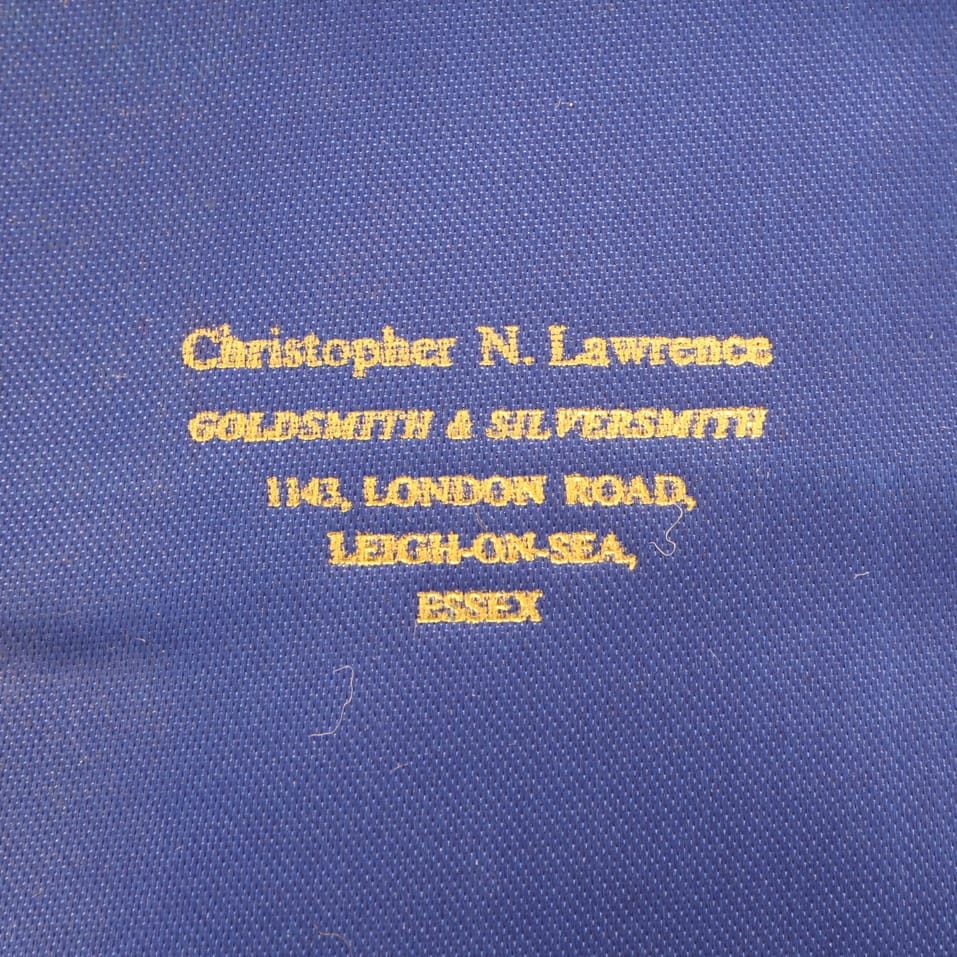 Christopher N. Lawrence
GOLDSMITH & SILVERSMITH
1143, LONDON ROAD,
LEIGH-ON-SEA,
ESSEX